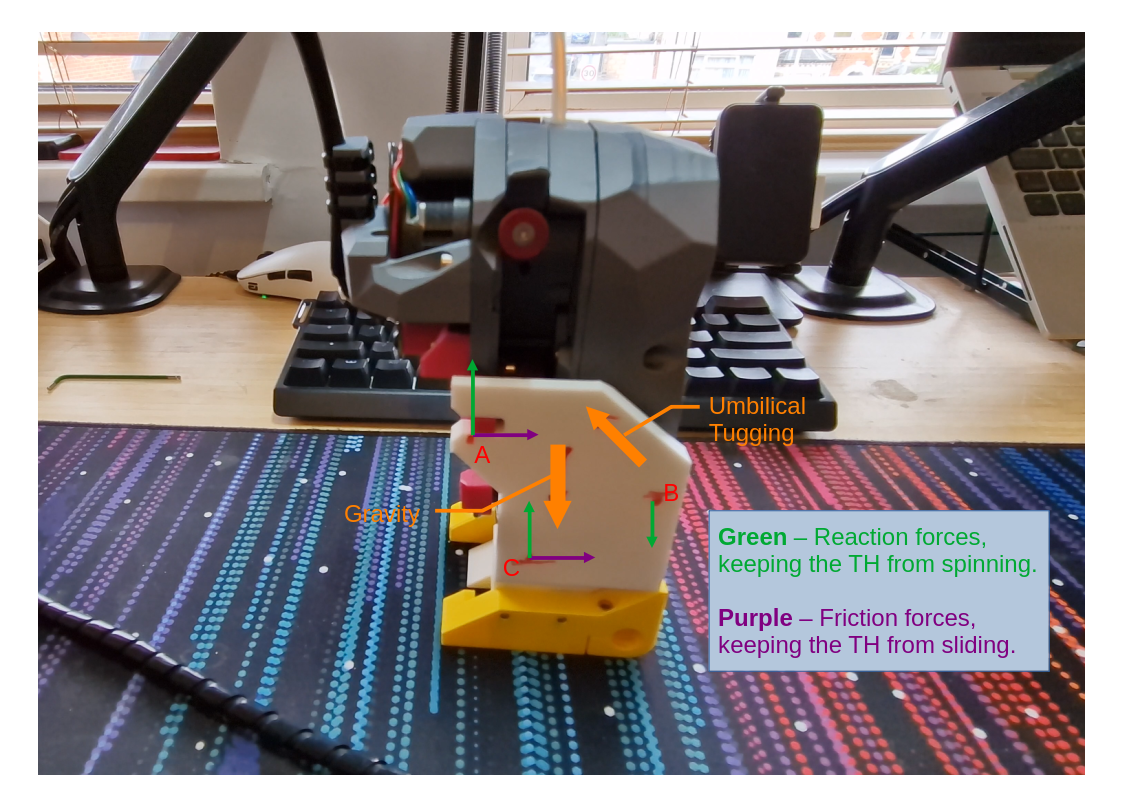 Umbilical
Tugging
A
B
Gravity
C
Green – Reaction forces,
keeping the TH from spinning.
Purple – Friction forces,
keeping the TH from sliding.